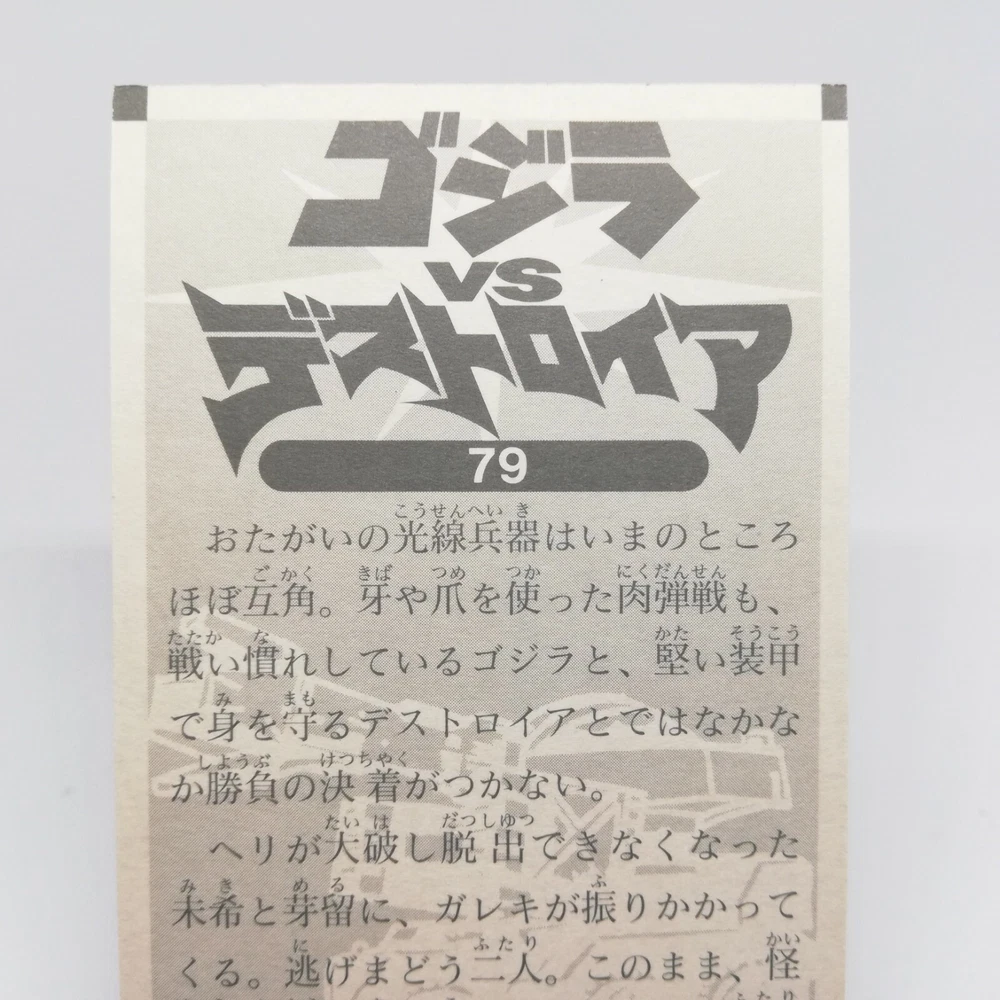 ゴジラ
VS
デストロイア
79
おたがいの光線兵器はいまのところ
ほぼ互角。牙や爪を使った肉弾戦も、
戦い慣れしているゴジラと、堅い装甲
で身を守るデストロイアとではなかな
か勝負の決着がつかない。
ヘリが大破し脱出できなくなった
未希と芽留に、ガレキが振りかかって
くる。逃げまどう二人。このまま、怪